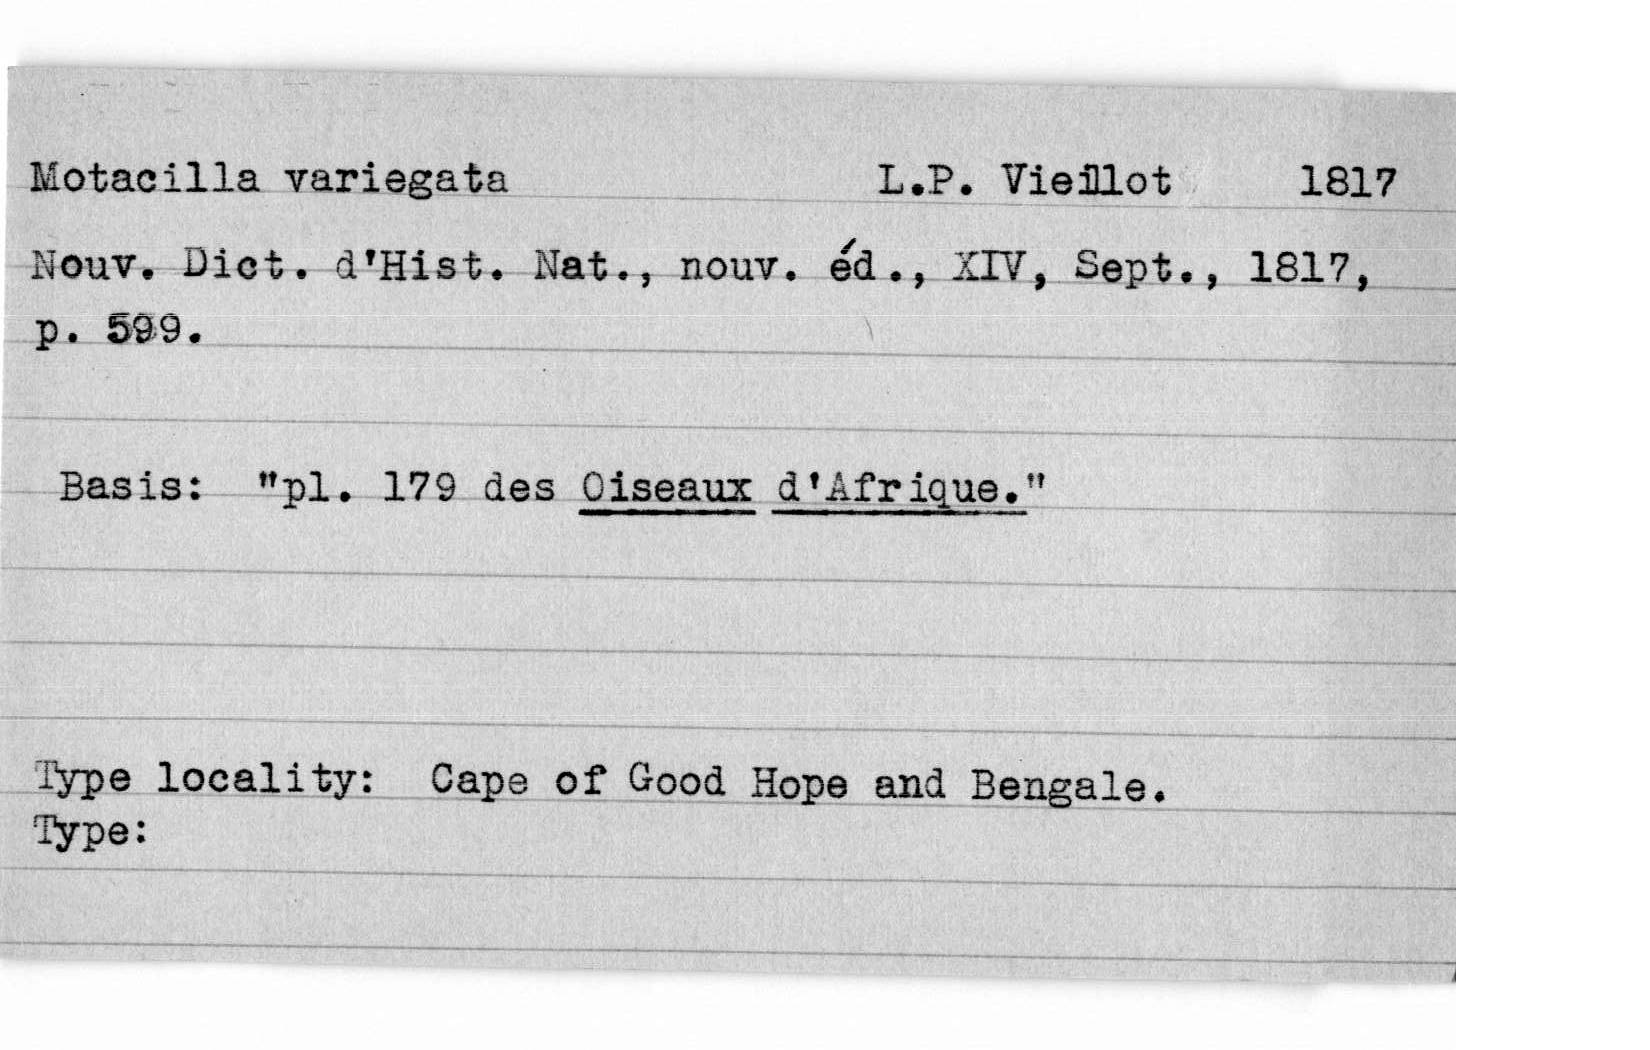 Motacilla variegata L.P. Vieillot 1817
Nouv. Dict. d'Hist. Nat., nouv. éd., XIV, Sept., 1817,
p. 599.
Basis: "pl. 179 des Oiseaux d'Afrique."
Type locality: Cape of Good Hope and Bengale.
Type: